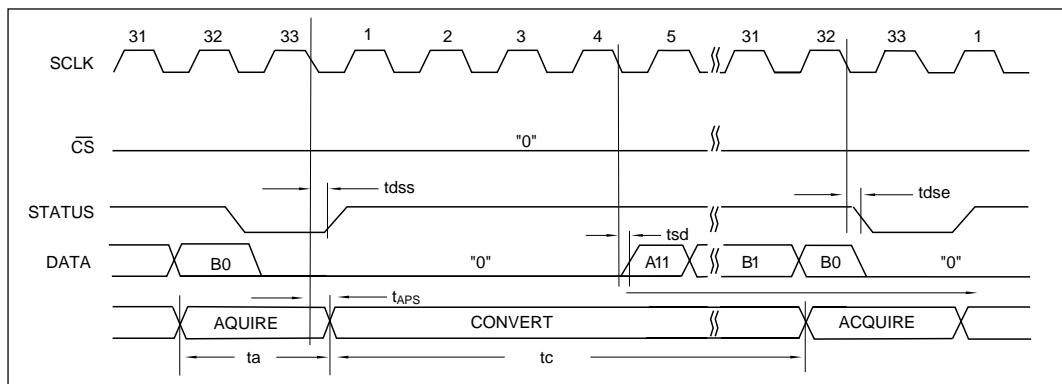 31 32 33 1 2 3 4 5 31 32 33 1
SCLK
CS "0"
tdss tdse
STATUS
tsd
DATA B0 "0" A11 B1 B0 "0"
tAPS
AQUIRE CONVERT ACQUIRE
ta tc